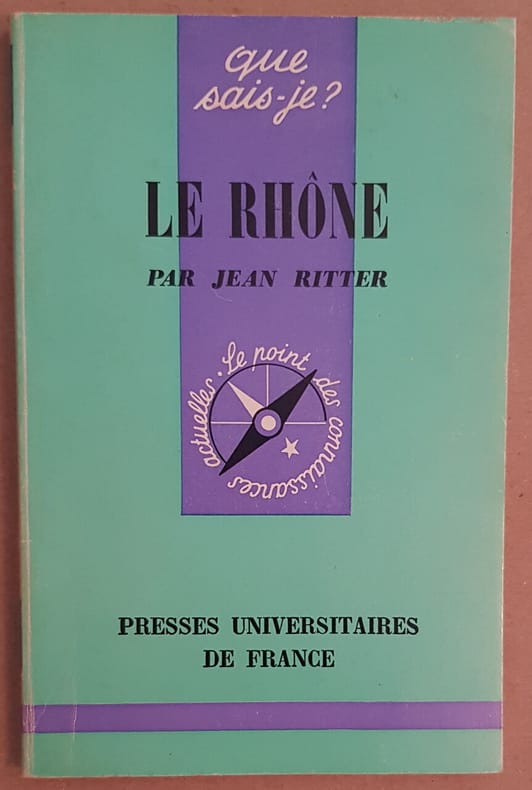 que
sais-je?
LE RHÔNE
PAR JEAN RITTER
Le point des connaissances actuelles.
PRESSES UNIVERSITAIRES
DE FRANCE